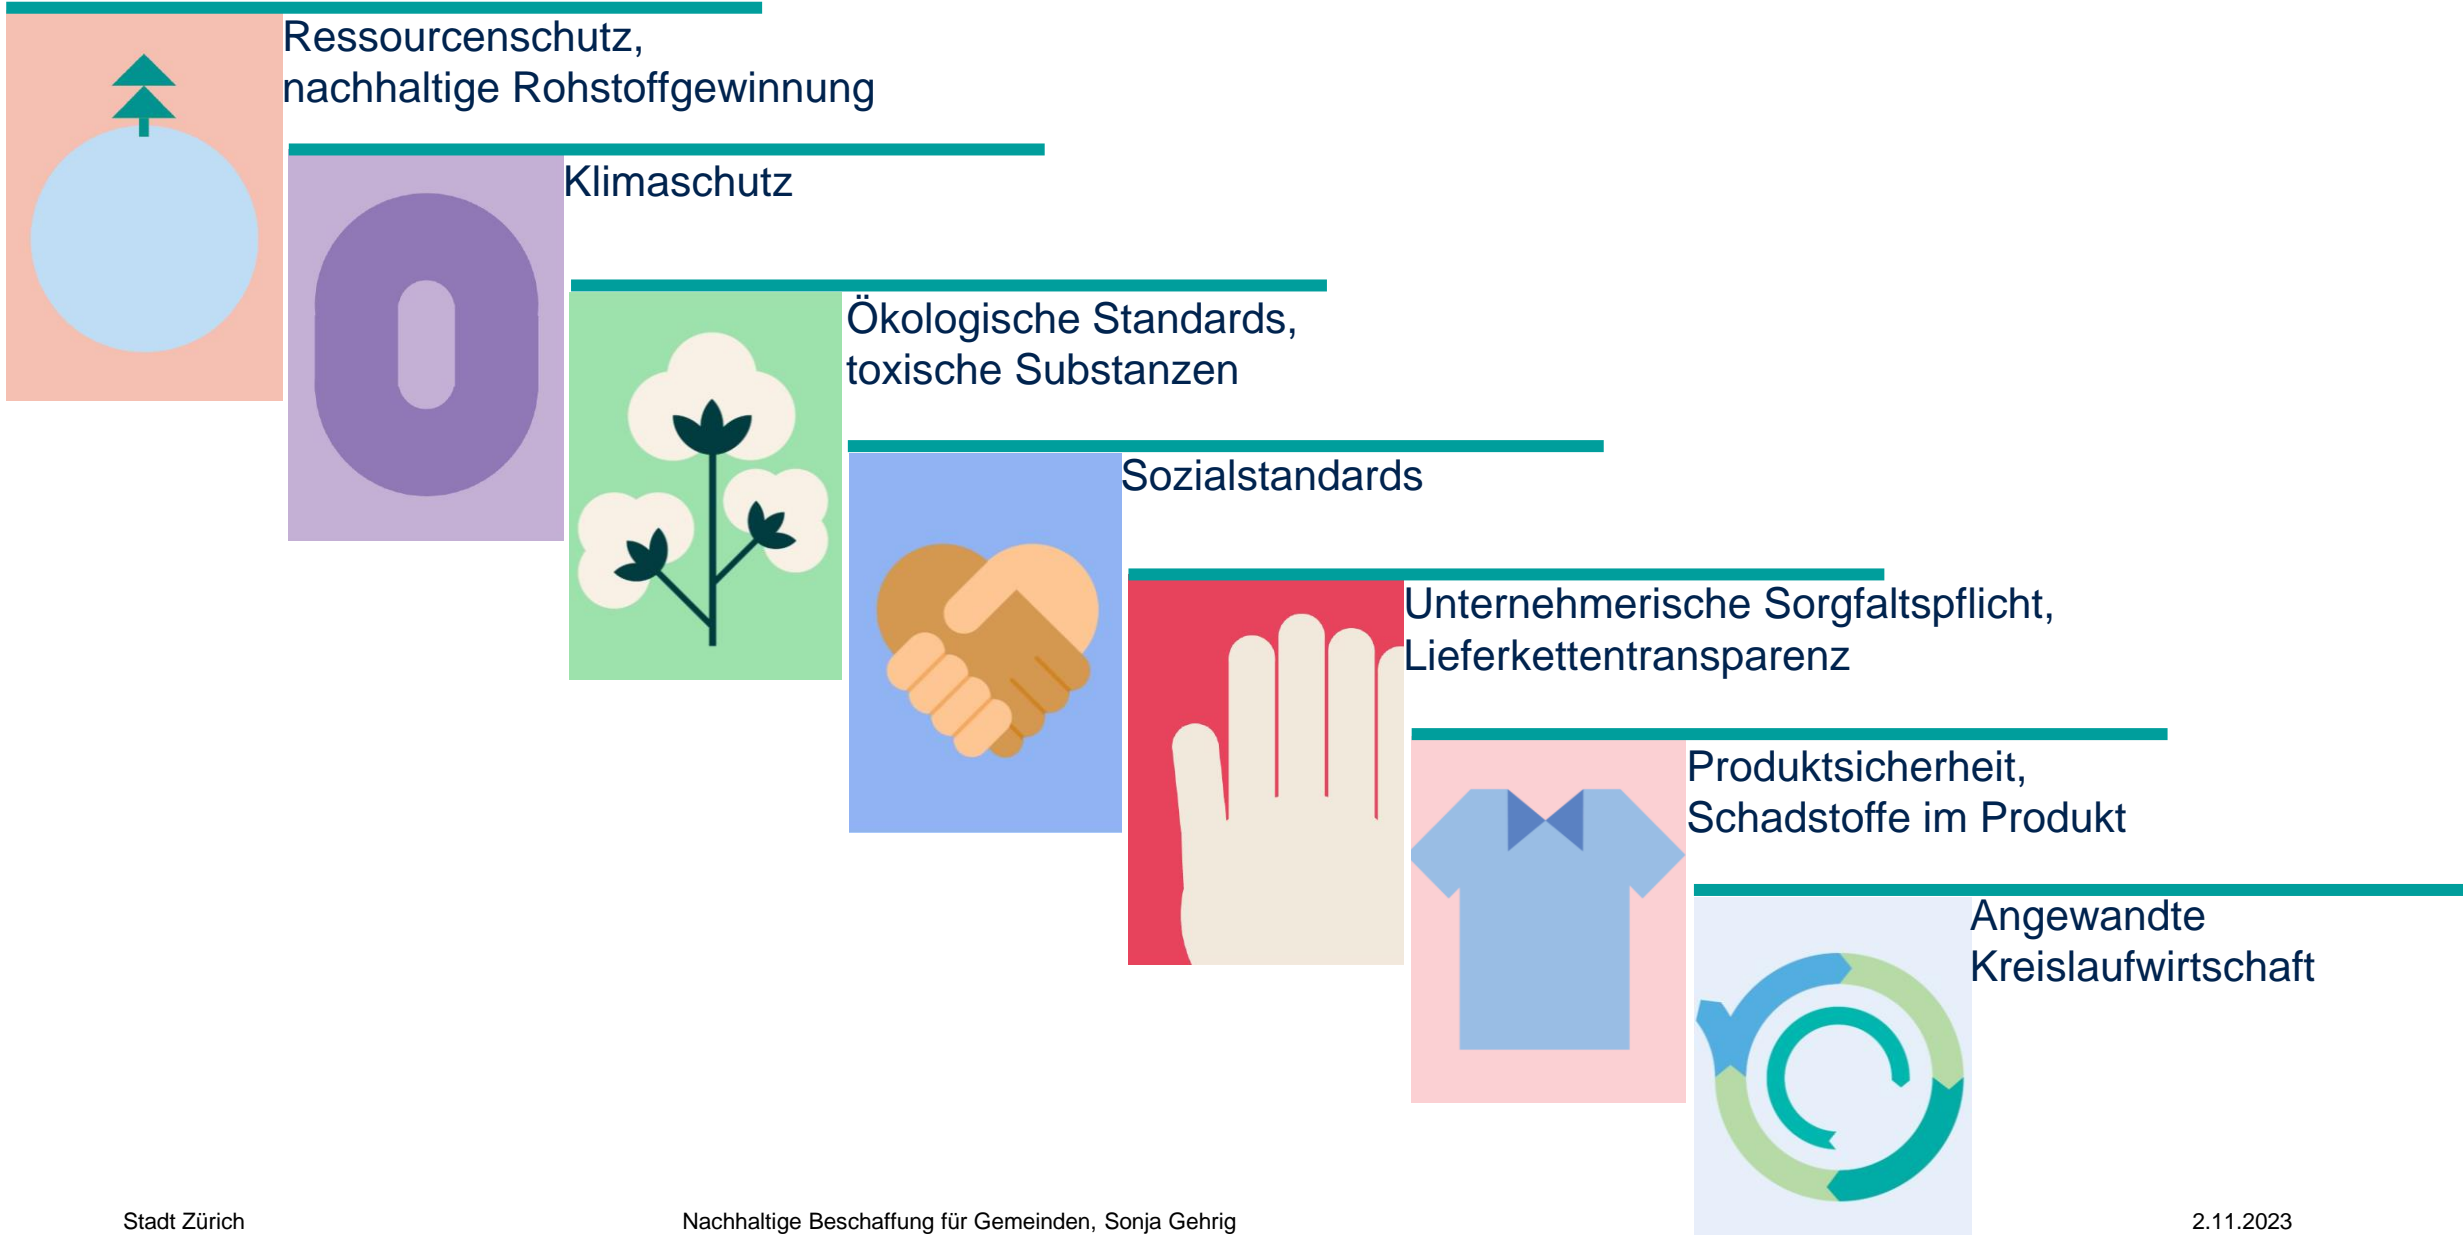 Ressourcenschutz,
nachhaltige Rohstoffgewinnung
Klimaschutz
Ökologische Standards,
toxische Substanzen
Sozialstandards
Unternehmerische Sorgfaltspflicht,
Lieferkettentransparenz
Produktsicherheit,
Schadstoffe im Produkt
Angewandte
Kreislaufwirtschaft
Stadt Zürich
Nachhaltige Beschaffung für Gemeinden, Sonja Gehrig
2.11.2023